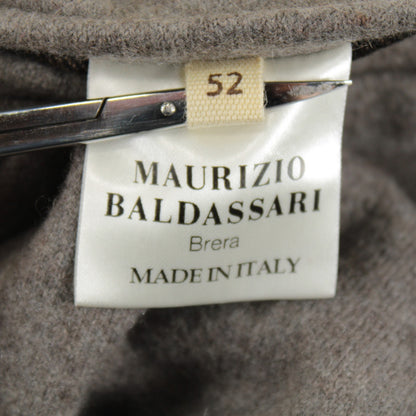 52
MAURIZIO
BALDASSARI
Brera
MADE IN ITALY